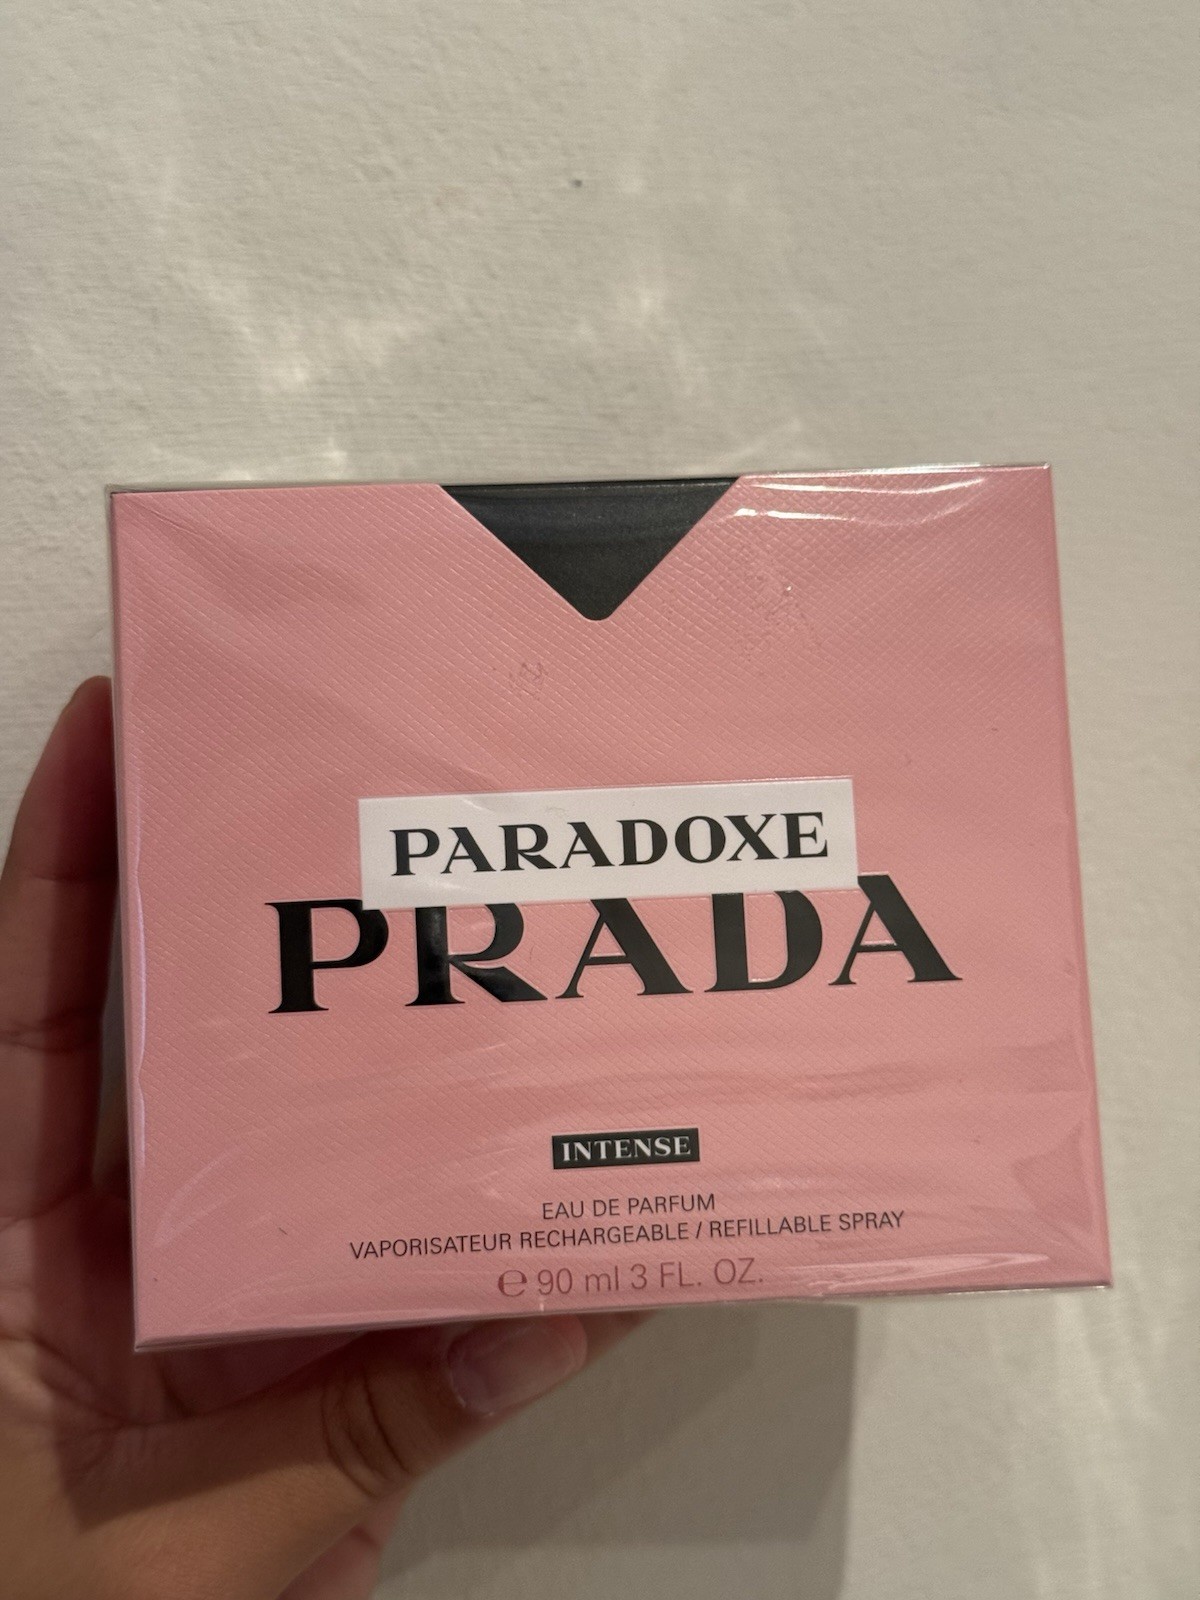 PARADOXE
PRADA
INTENSE
EAU DE PARFUM
VAPORISATEUR RECHARGEABLE / REFILLABLE SPRAY
℮ 90 ml 3 FL. OZ.